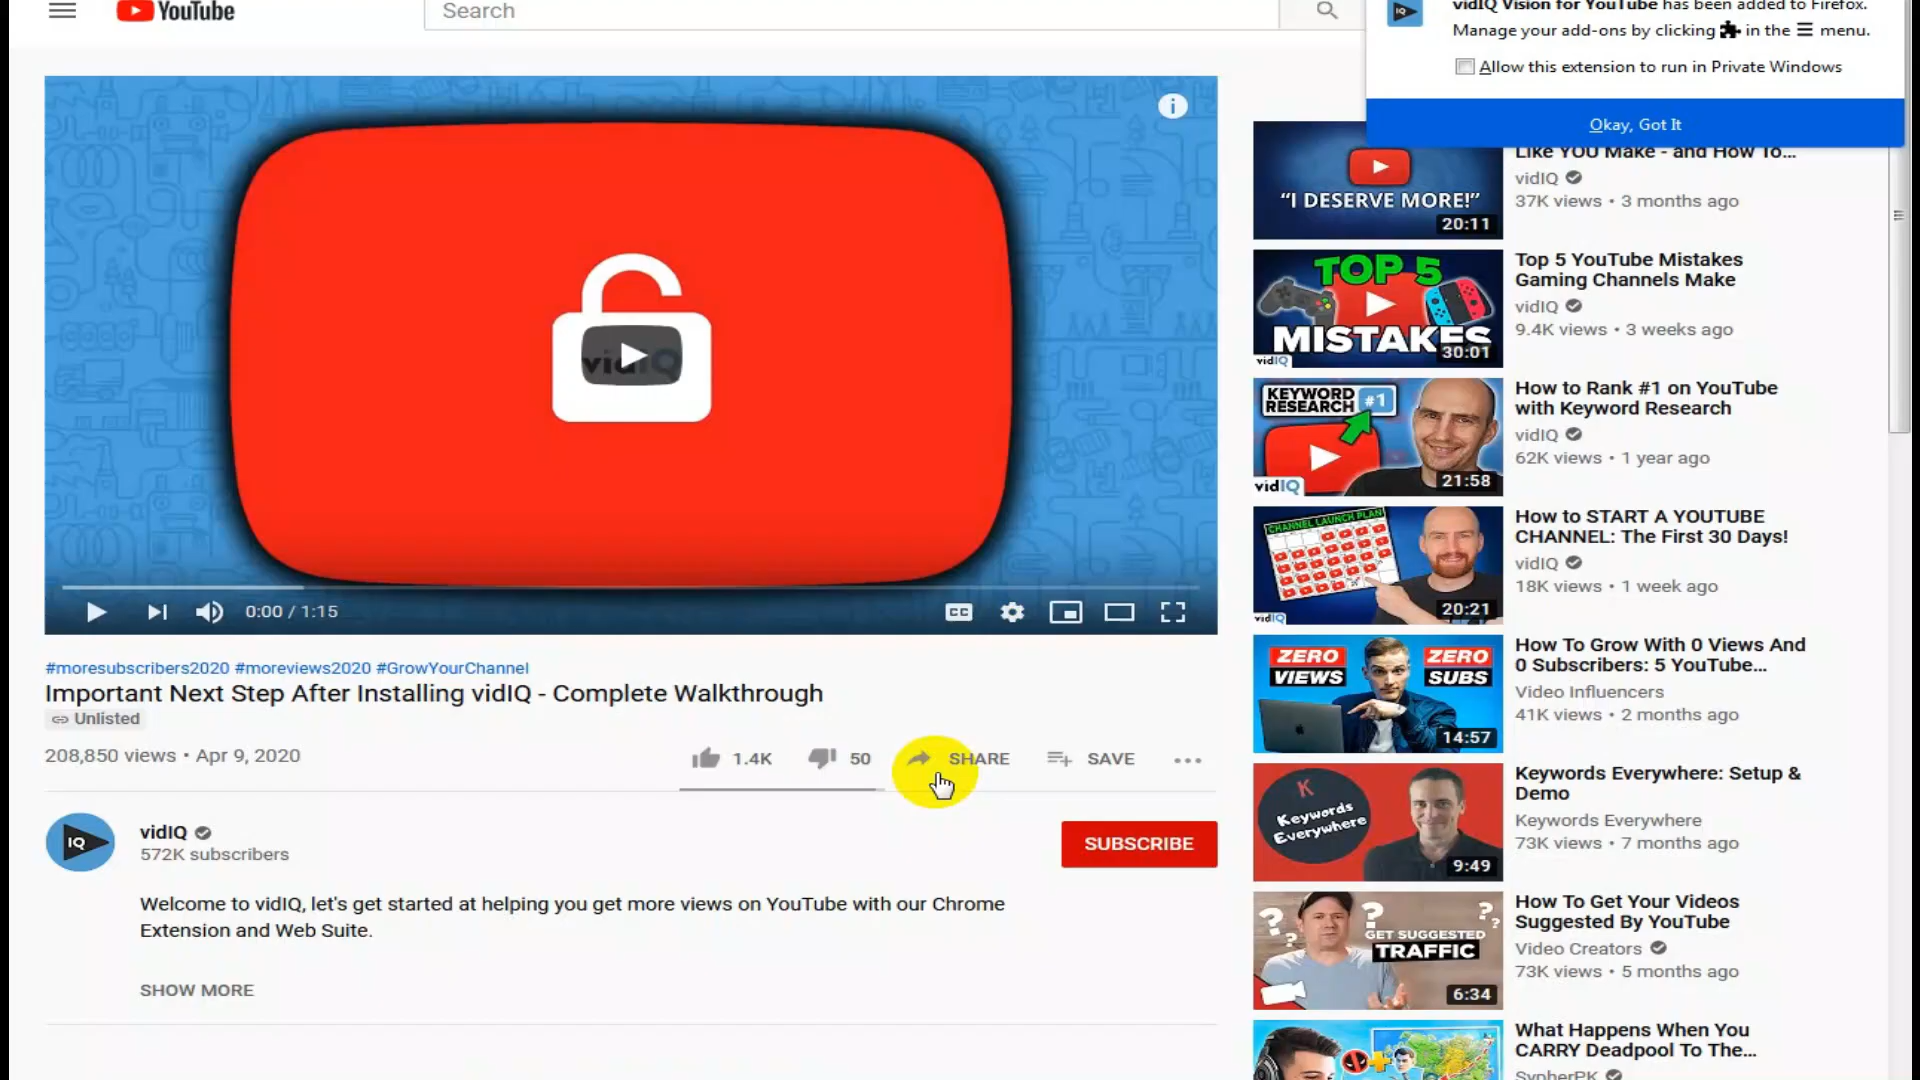 YouTube
Search
vidIQ Vision for YouTube has been added to Firefox.
Manage your add-ons by clicking in the menu.
Allow this extension to run in Private Windows
Okay, Got It
i
vidIQ
0:00 / 1:15
CC
#moresubscribers2020 #moreviews2020 #GrowYourChannel
Important Next Step After Installing vidIQ - Complete Walkthrough
Unlisted
208,850 views • Apr 9, 2020
1.4K
50
SHARE
SAVE
IQ
vidIQ
572K subscribers
SUBSCRIBE
Welcome to vidIQ, let's get started at helping you get more views on YouTube with our Chrome
Extension and Web Suite.
SHOW MORE
"I DESERVE MORE!"
20:11
Like YOU Make - and How To...
vidIQ
37K views • 3 months ago
TOP 5
MISTAKES
vidIQ
30:01
Top 5 YouTube Mistakes
Gaming Channels Make
vidIQ
9.4K views • 3 weeks ago
KEYWORD
RESEARCH
#1
vidIQ
21:58
How to Rank #1 on YouTube
with Keyword Research
vidIQ
62K views • 1 year ago
CHANNEL LAUNCH PLAN
vidIQ
20:21
How to START A YOUTUBE
CHANNEL: The First 30 Days!
vidIQ
18K views • 1 week ago
ZERO
VIEWS
ZERO
SUBS
14:57
How To Grow With 0 Views And
0 Subscribers: 5 YouTube...
Video Influencers
41K views • 2 months ago
K
Keywords
Everywhere
9:49
Keywords Everywhere: Setup &
Demo
Keywords Everywhere
73K views • 7 months ago
GET SUGGESTED
TRAFFIC
6:34
How To Get Your Videos
Suggested By YouTube
Video Creators
73K views • 5 months ago
What Happens When You
CARRY Deadpool To The...
SypherPK